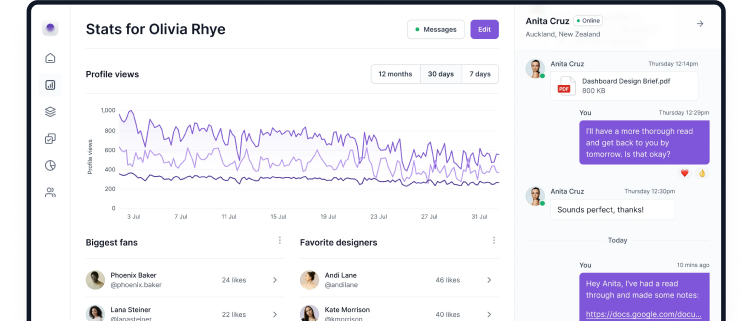 Stats for Olivia Rhye
Messages
Edit
Profile views
12 months
30 days
7 days
Profile views
1,000
800
600
400
200
0
3 Jul
7 Jul
11 Jul
15 Jul
19 Jul
23 Jul
27 Jul
31 Jul
Biggest fans
Phoenix Baker
@phoenix.baker
24 likes
Lana Steiner
@lanasteiner
22 likes
Favorite designers
Andi Lane
@andilane
46 likes
Kate Morrison
@kmorrison
40 likes
Anita Cruz
Online
Auckland, New Zealand
Anita Cruz
Thursday 12:14pm
PDF
Dashboard Design Brief.pdf
800 KB
You
Thursday 12:29pm
I'll have a more thorough read
and get back to you by
tomorrow. Is that okay?
Anita Cruz
Thursday 12:30pm
Sounds perfect, thanks!
Today
You
10 mins ago
Hey Anita, I've had a read
through and made some notes:
https://docs.google.com/docu...